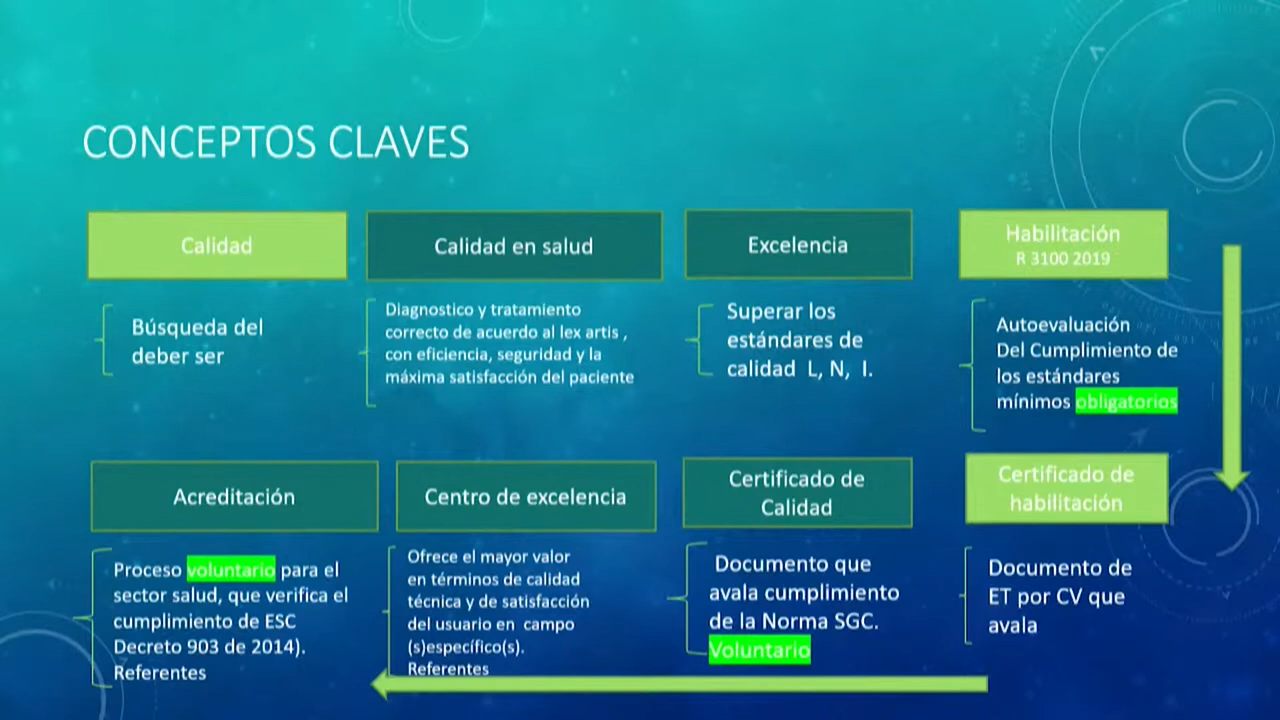 CONCEPTOS CLAVES
Calidad
Búsqueda del
deber ser
Calidad en salud
Diagnostico y tratamiento
correcto de acuerdo al lex artis ,
con eficiencia, seguridad y la
máxima satisfacción del paciente
Excelencia
Superar los
estándares de
calidad L, N, I.
Habilitación
R 3100 2019
Autoevaluación
Del Cumplimiento de
los estándares
mínimos obligatorios
Acreditación
Proceso voluntario para el
sector salud, que verifica el
cumplimiento de ESC
Decreto 903 de 2014).
Referentes
Centro de excelencia
Ofrece el mayor valor
en términos de calidad
técnica y de satisfacción
del usuario en campo
(s)específico(s).
Referentes
Certificado de
Calidad
Documento que
avala cumplimiento
de la Norma SGC.
Voluntario
Certificado de
habilitación
Documento de
ET por CV que
avala